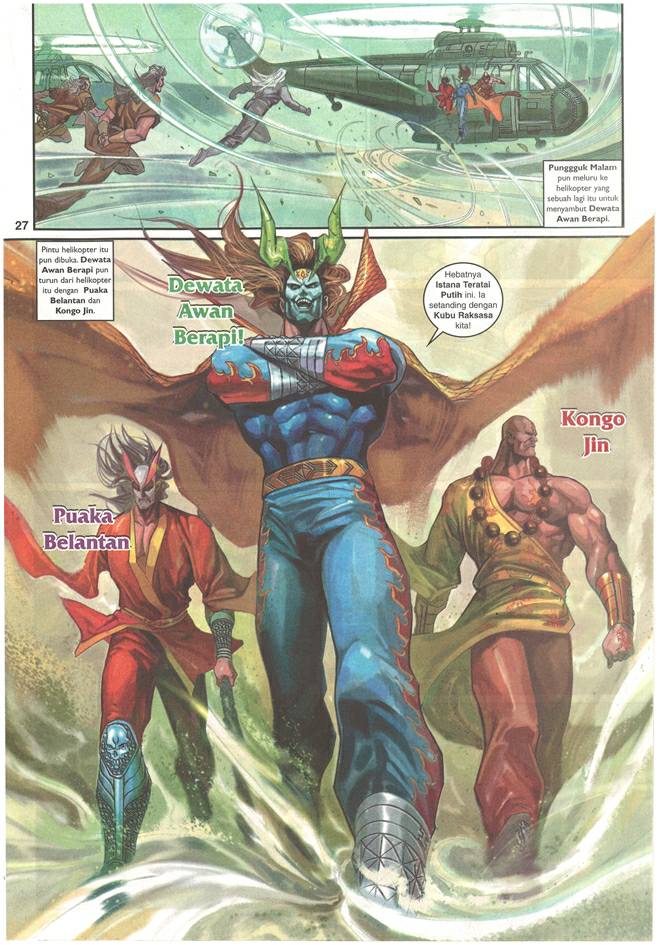 Punggguk Malam
pun meluru ke
helikopter yang
sebuah lagi itu untuk
menyambut Dewata
Awan Berapi.
27
Pintu helikopter itu
pun dibuka. Dewata
Awan Berapi pun
turun dari helikopter
itu dengan Puaka
Belantan dan
Kongo Jin.
Dewata
Awan
Berapi!
Hebatnya
Istana Teratai
Putih ini. Ia
setanding dengan
Kubu Raksasa
kita!
Kongo
Jin
Puaka
Belantan